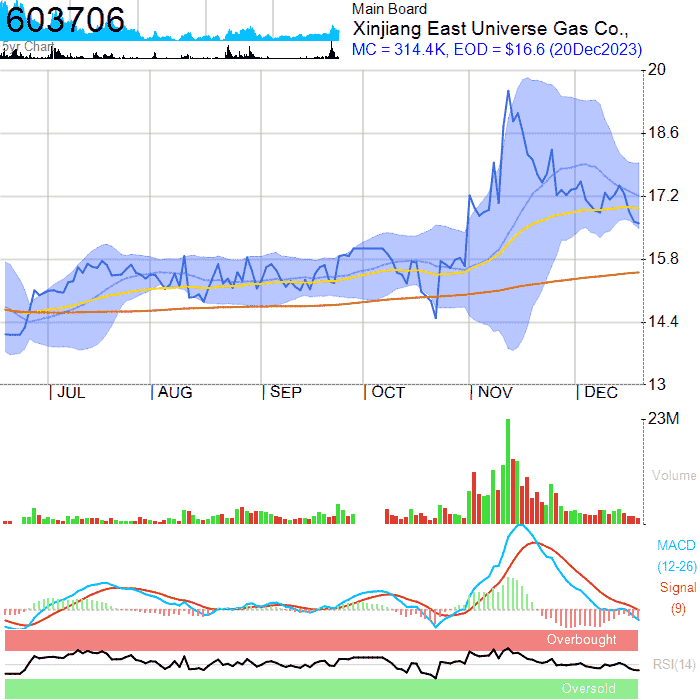 603706
5yr Chart
Main Board
Xinjiang East Universe Gas Co.,
MC = 314.4K, EOD = $16.6 (20Dec2023)
20
18.6
17.2
15.8
14.4
13
JUL
AUG
SEP
OCT
NOV
DEC
23M
Volume
MACD
(12-26)
Signal
(9)
Overbought
RSI(14)
Oversold